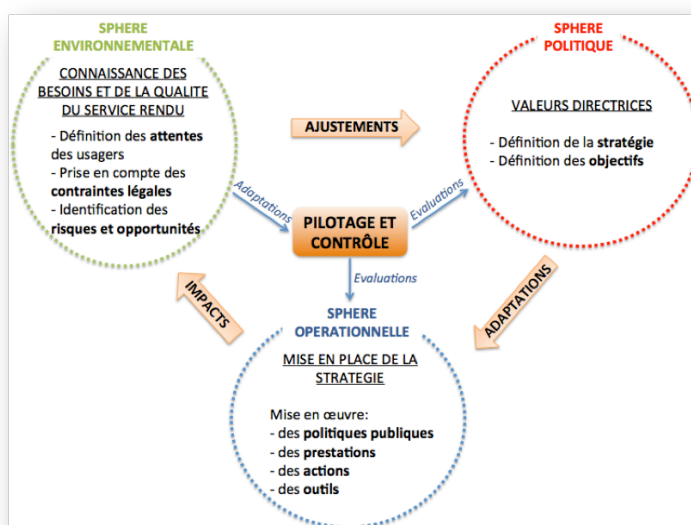 SPHERE
ENVIRONNEMENTALE
CONNAISSANCE DES
BESOINS ET DE LA QUALITE
DU SERVICE RENDU
- Définition des attentes
des usagers
- Prise en compte des
contraintes légales
- Identification des
risques et opportunités
AJUSTEMENTS
SPHERE
POLITIQUE
VALEURS DIRECTRICES
- Définition de la stratégie
- Définition des objectifs
Adaptations
PILOTAGE ET
CONTRÔLE
Evaluations
Evaluations
IMPACTS
ADAPTATIONS
SPHERE
OPERATIONNELLE
MISE EN PLACE DE LA
STRATEGIE
Mise en œuvre:
- des politiques publiques
- des prestations
- des actions
- des outils